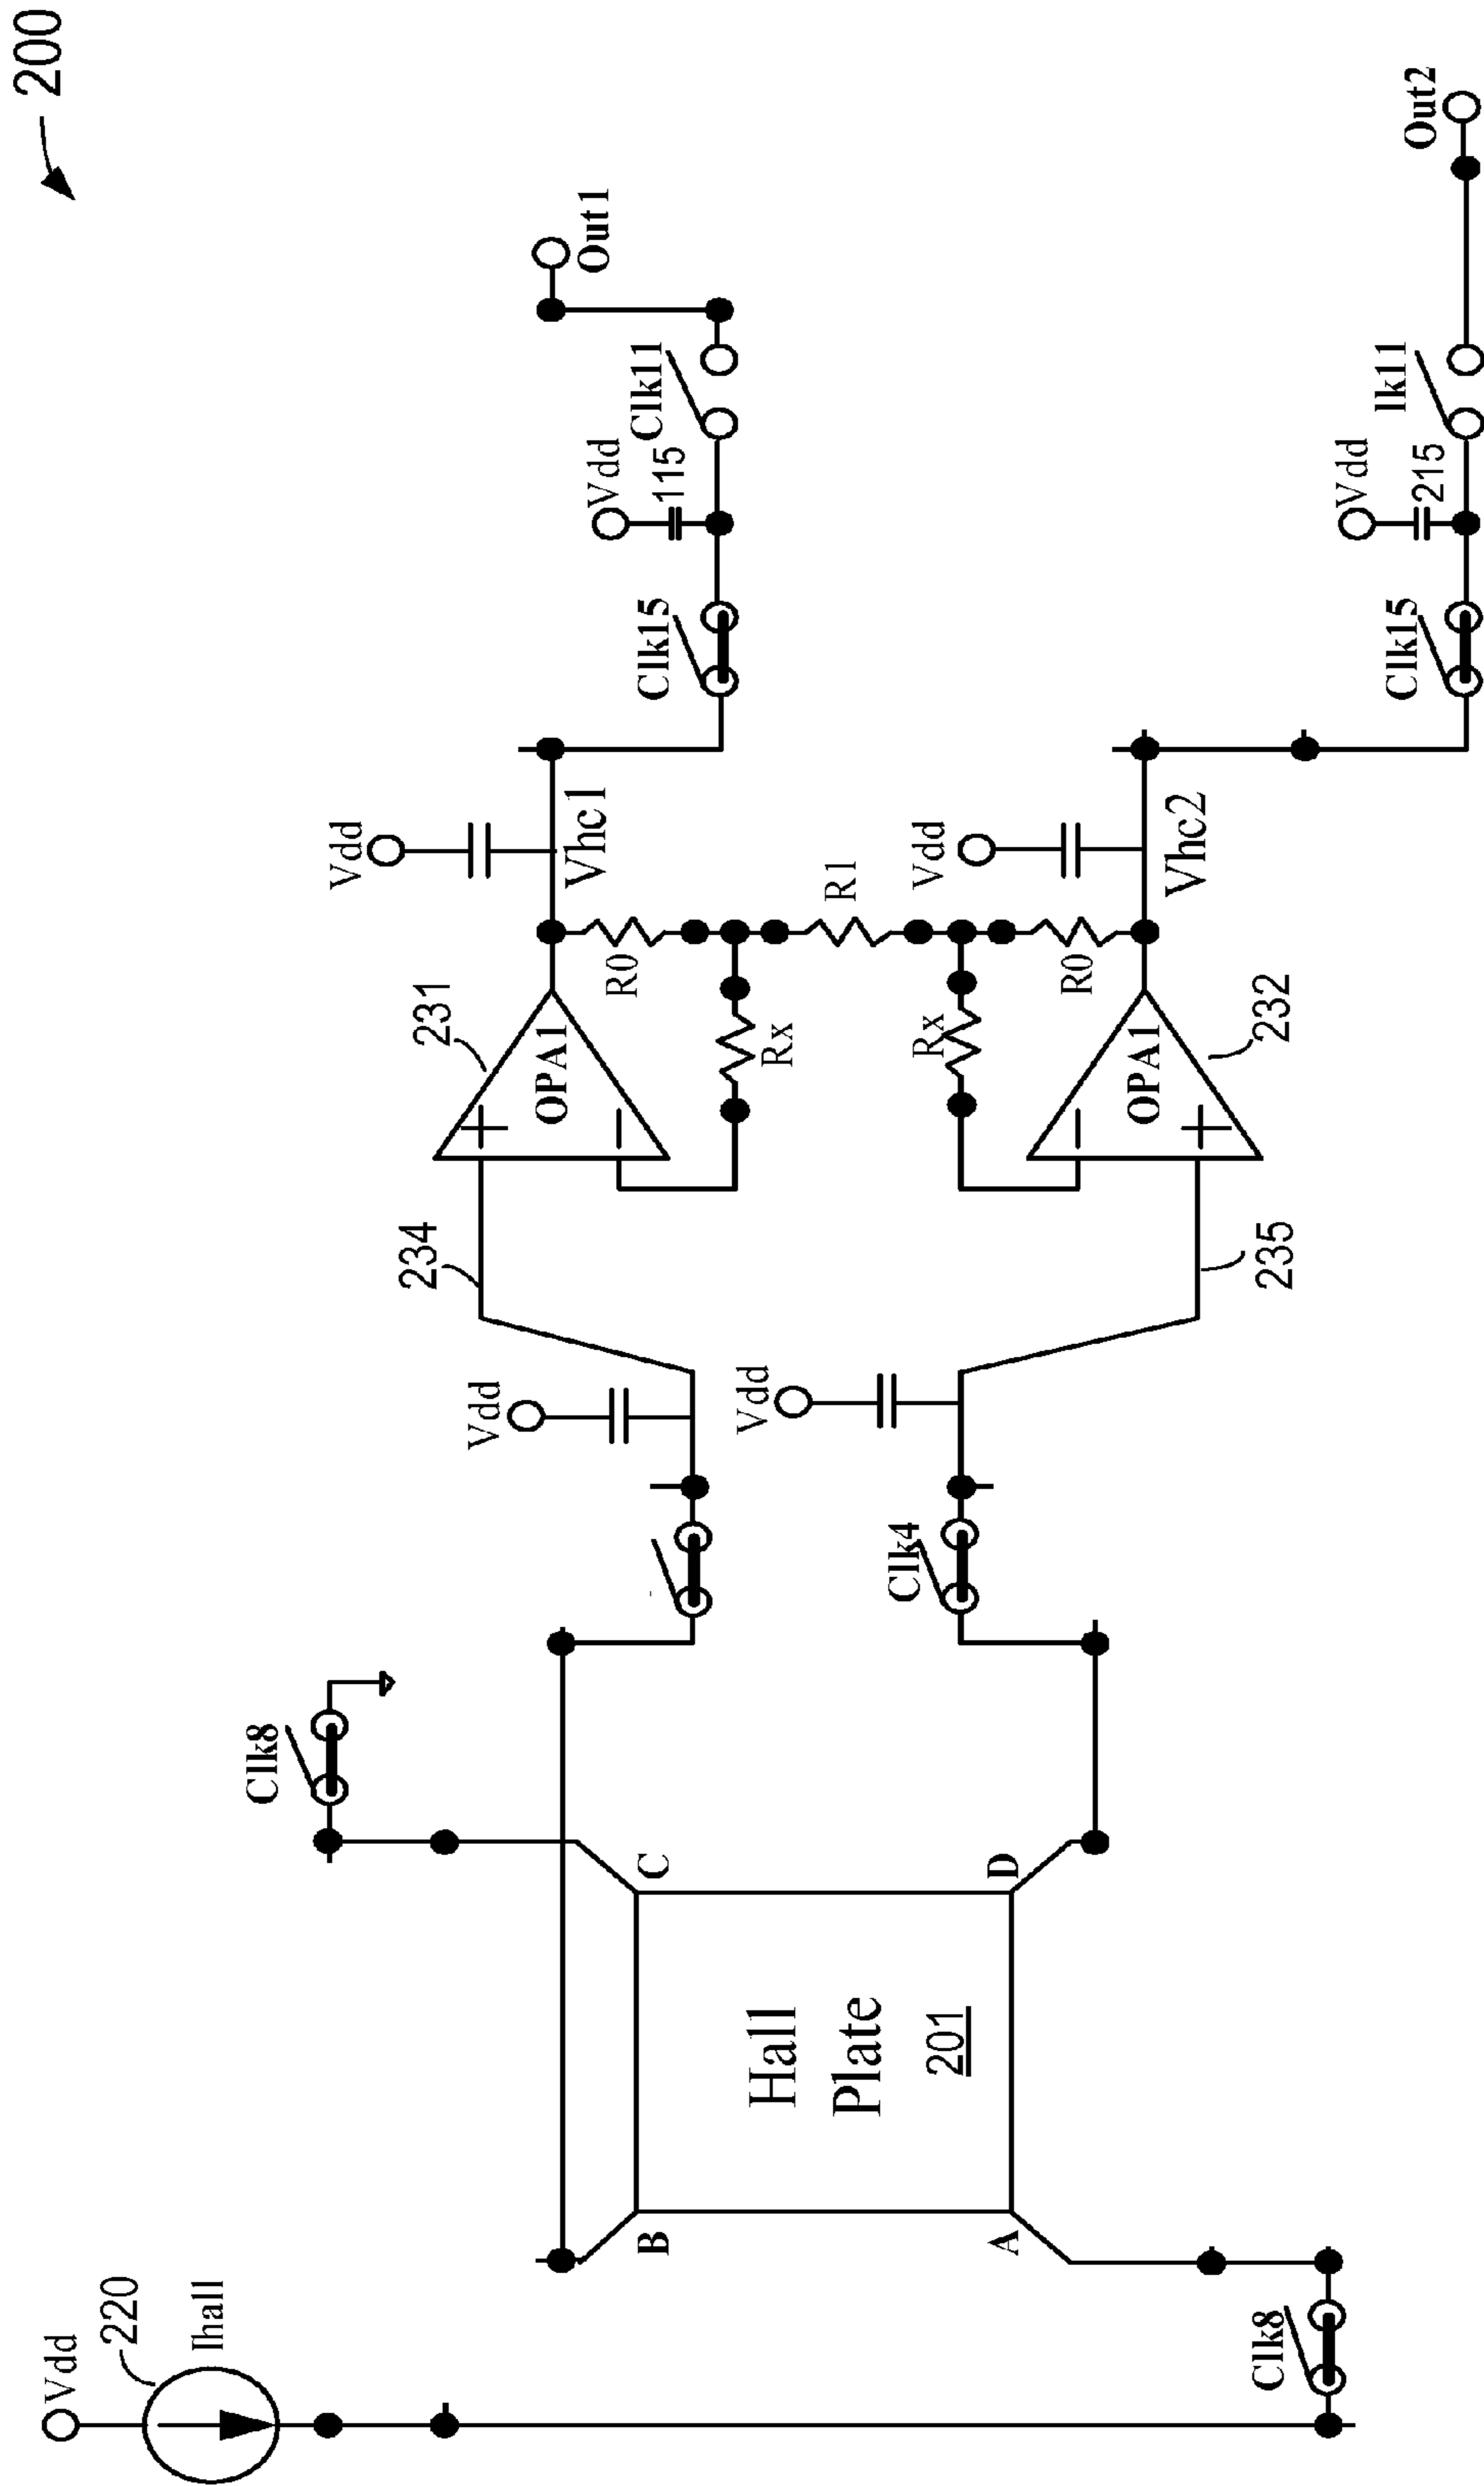 200
Vdd
220
Ihall
Clk8
B
A
C
D
Hall
Plate
201
Clk8
Clk4
Vdd
Vdd
234
235
231
232
OPA1
OPA1
Rx
Rx
R0
R1
R0
Vdd
Vhc1
Vdd
Vhc2
Clk15
Clk15
Vdd
115
Clk11
Vdd
215
lk11
Out1
Out2